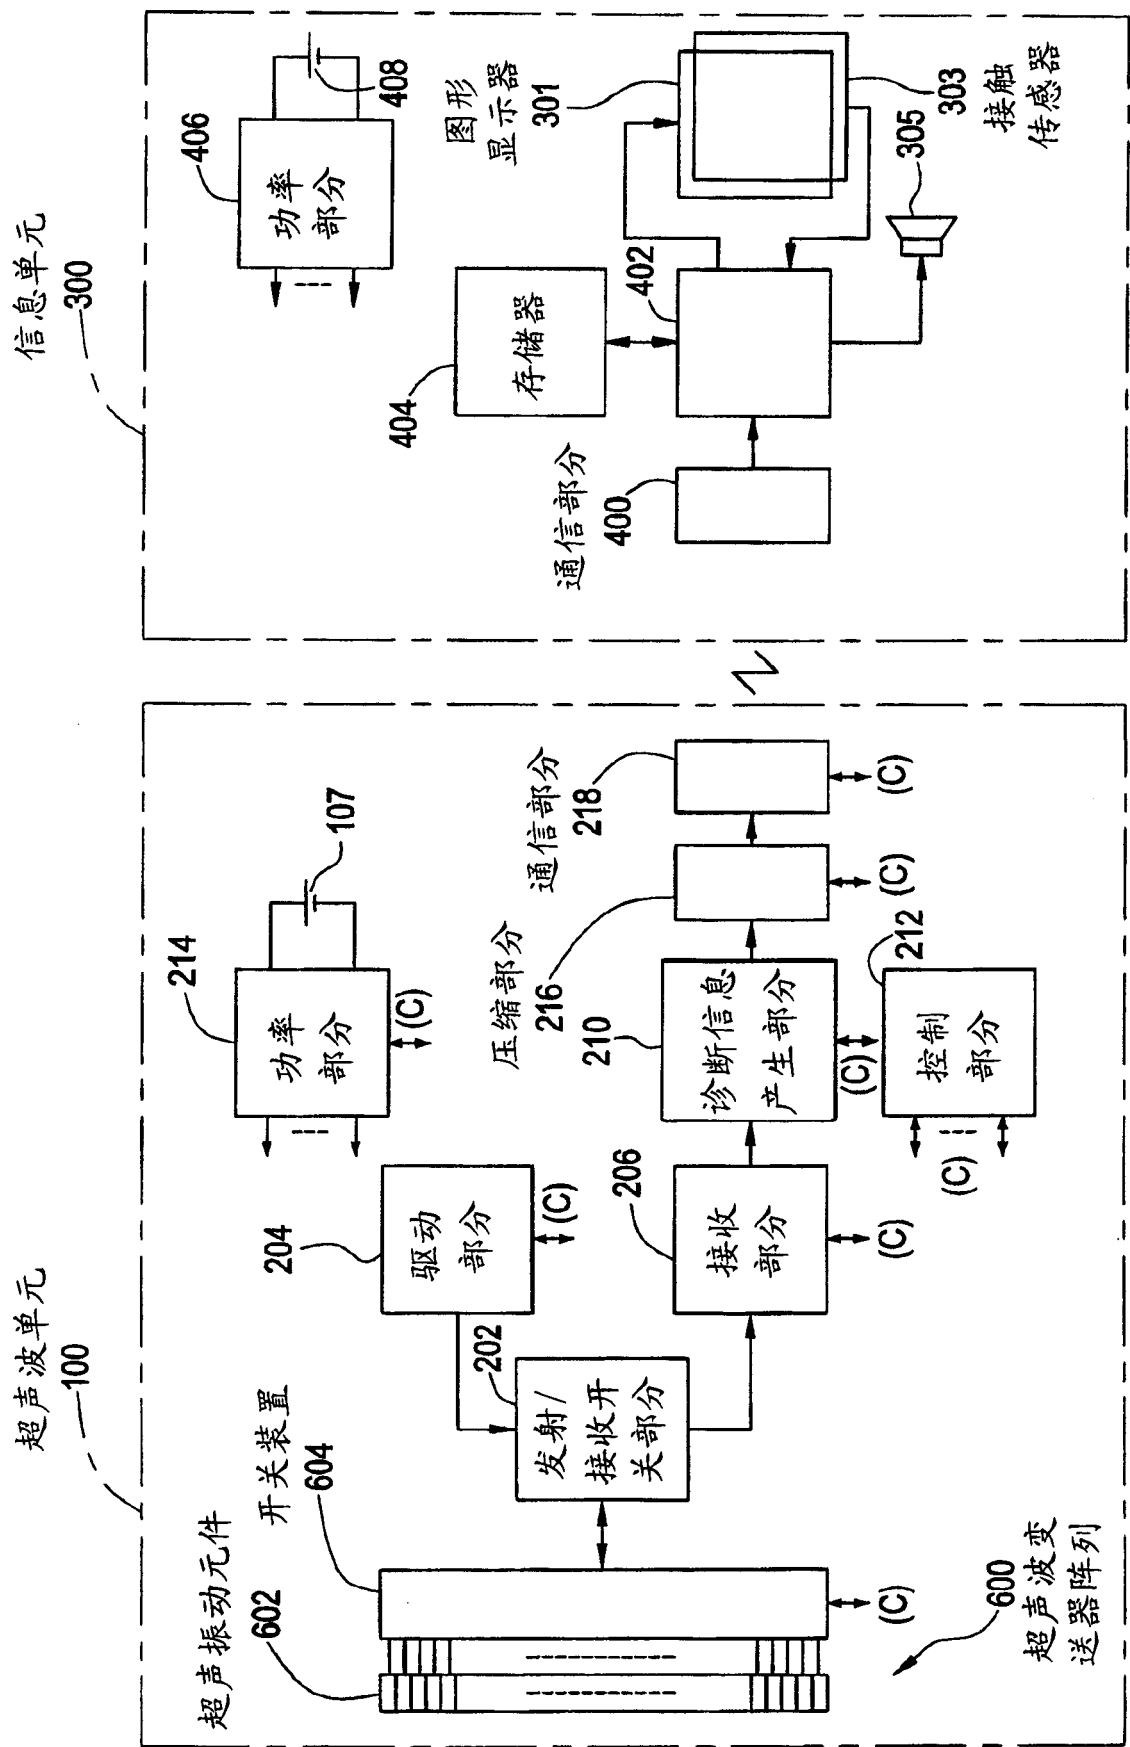 超声波单元
100
超声振动元件
602
开关装置
604
(C)
600
超声波变
送器阵列
202
发射/
接收开
关部分
204
驱动
部分
(C)
206
接收
部分
(C)
214
功率
部分
(C)
107
压缩部分
216
210
诊断信息
产生部分
(C)
212
控制
部分
(C)
(C)
通信部分
218
(C)
信息单元
300
通信部分
400
404
存储器
402
406
功率
部分
408
图形
显示器
301
303
接触
传感器
305